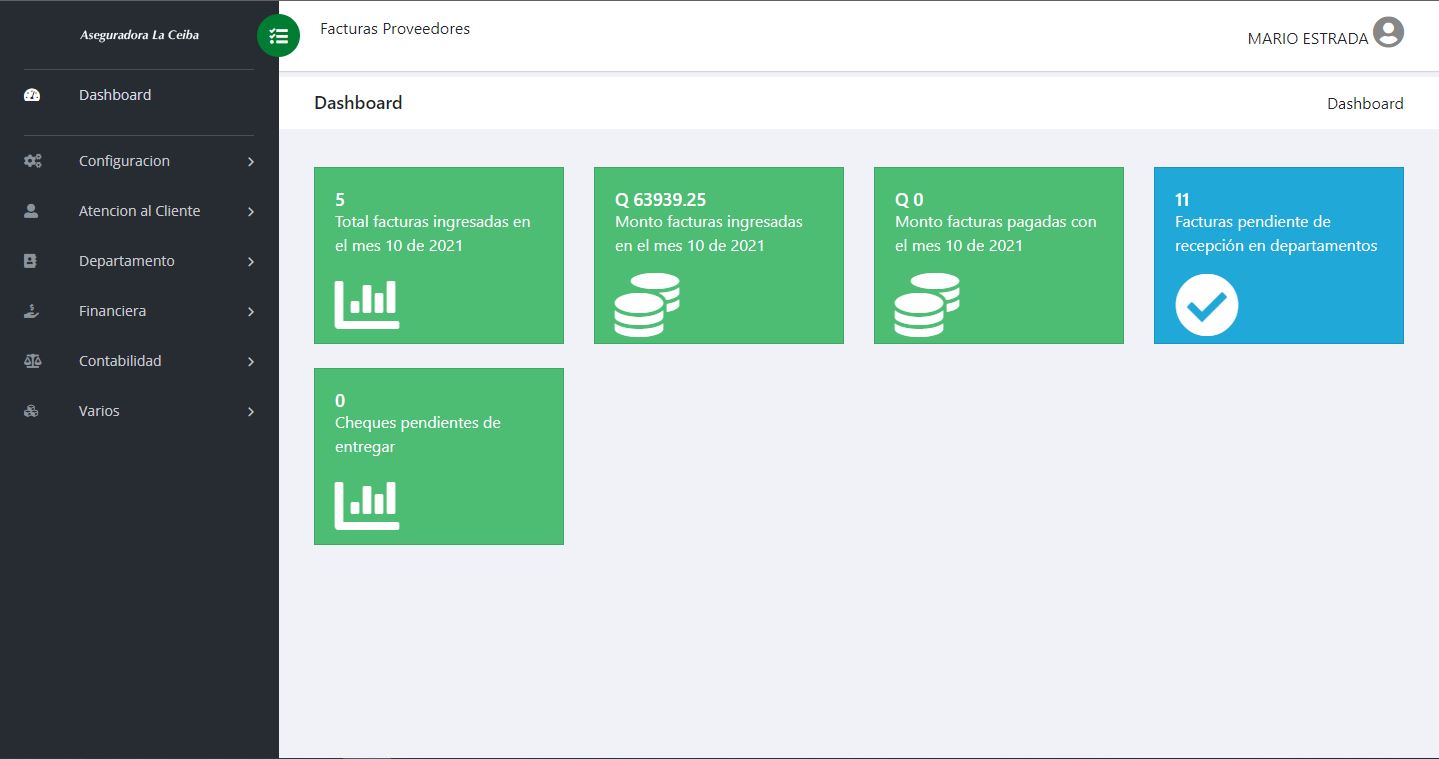 Aseguradora La Ceiba
Facturas Proveedores
MARIO ESTRADA
Dashboard
Configuracion
Atencion al Cliente
Departamento
Financiera
Contabilidad
Varios
Dashboard
Dashboard
5
Total facturas ingresadas en
el mes 10 de 2021
Q 63939.25
Monto facturas ingresadas
en el mes 10 de 2021
Q 0
Monto facturas pagadas con
el mes 10 de 2021
11
Facturas pendiente de
recepción en departamentos
0
Cheques pendientes de
entregar